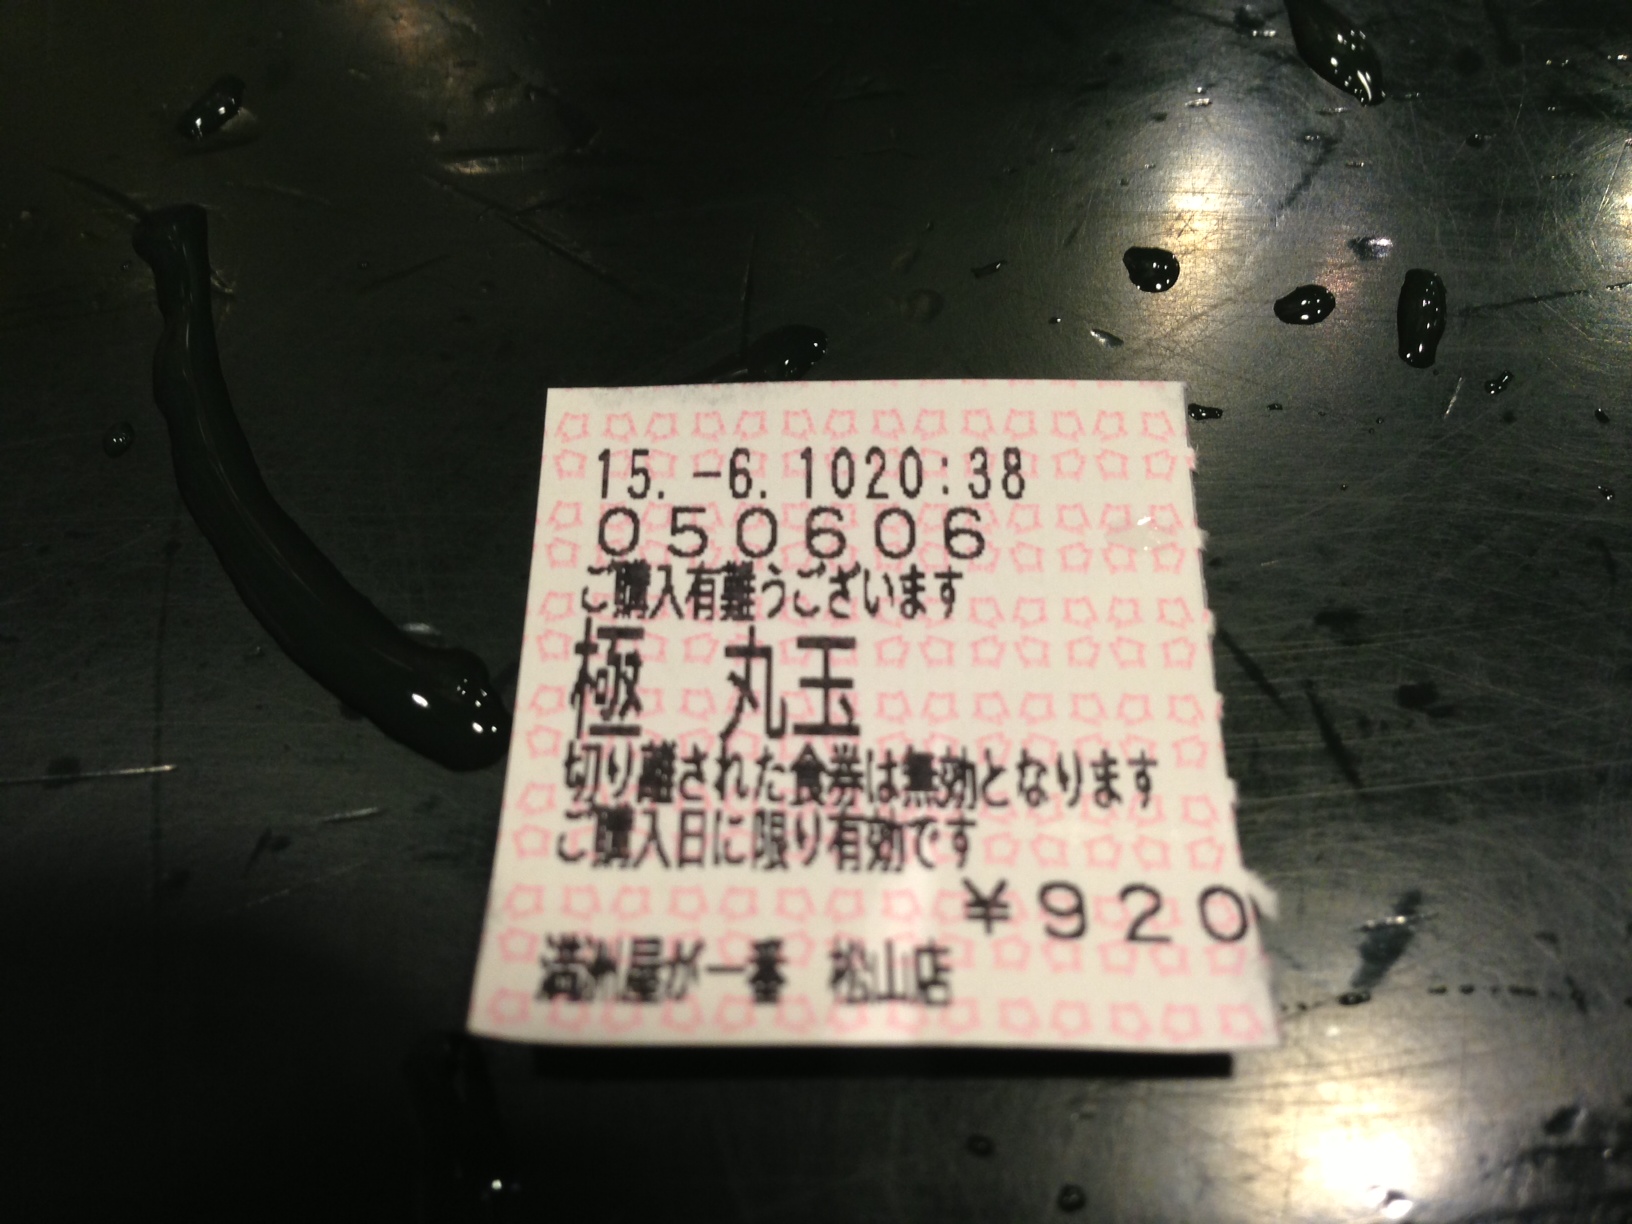 15.-6.1020:38
050606
ご購入有難うございます
極　丸玉
切り離された食券は無効となります
ご購入日に限り有効です
¥920
満洲屋が一番　松山店